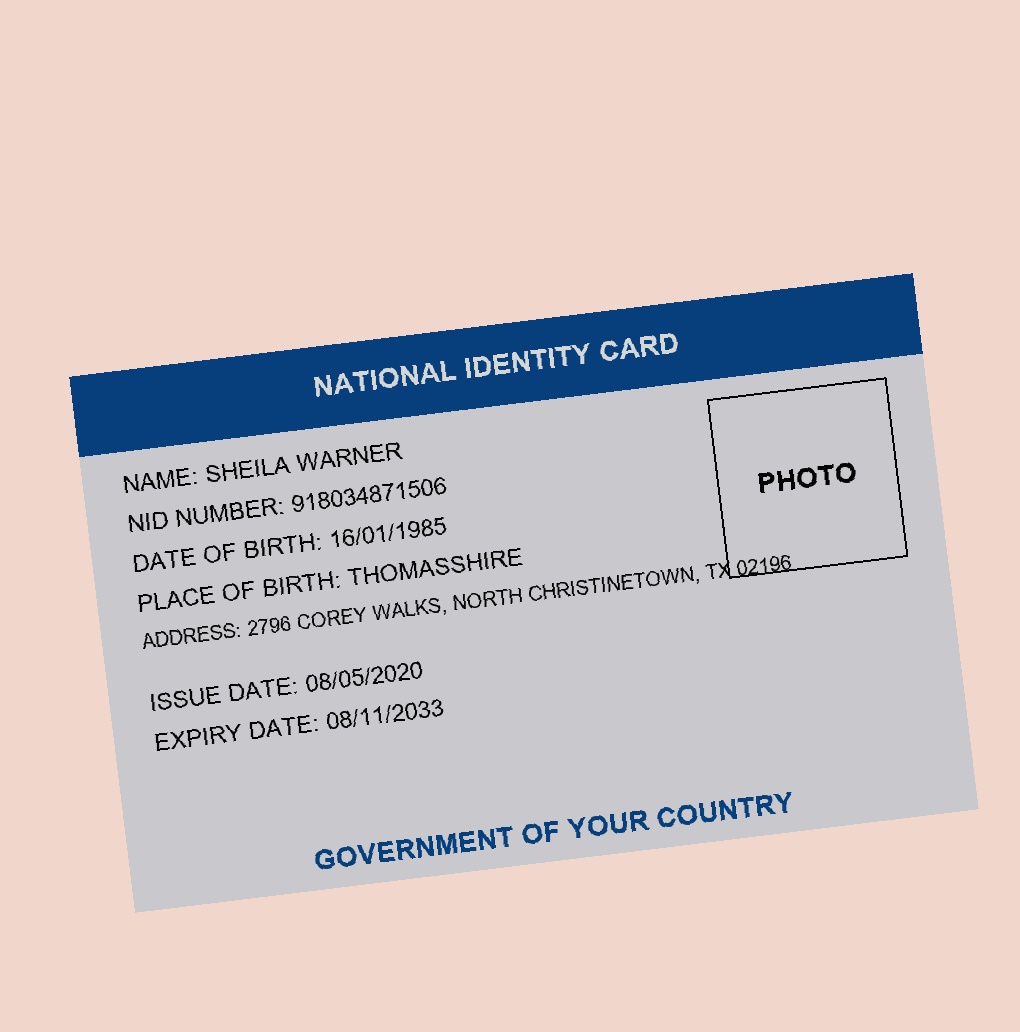 NATIONAL IDENTITY CARD
NAME: SHEILA WARNER
NID NUMBER: 918034871506
DATE OF BIRTH: 16/01/1985
PLACE OF BIRTH: THOMASSHIRE
ADDRESS: 2796 COREY WALKS, NORTH CHRISTINETOWN, TX 02196
PHOTO
ISSUE DATE: 08/05/2020
EXPIRY DATE: 08/11/2033
GOVERNMENT OF YOUR COUNTRY